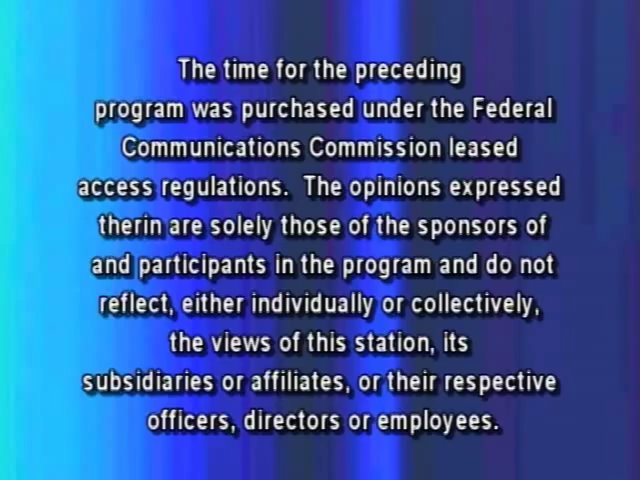 The time for the preceding
program was purchased under the Federal
Communications Commission leased
access regulations. The opinions expressed
therin are solely those of the sponsors of
and participants in the program and do not
reflect, either individually or collectively,
the views of this station, its
subsidiaries or affiliates, or their respective
officers, directors or employees.